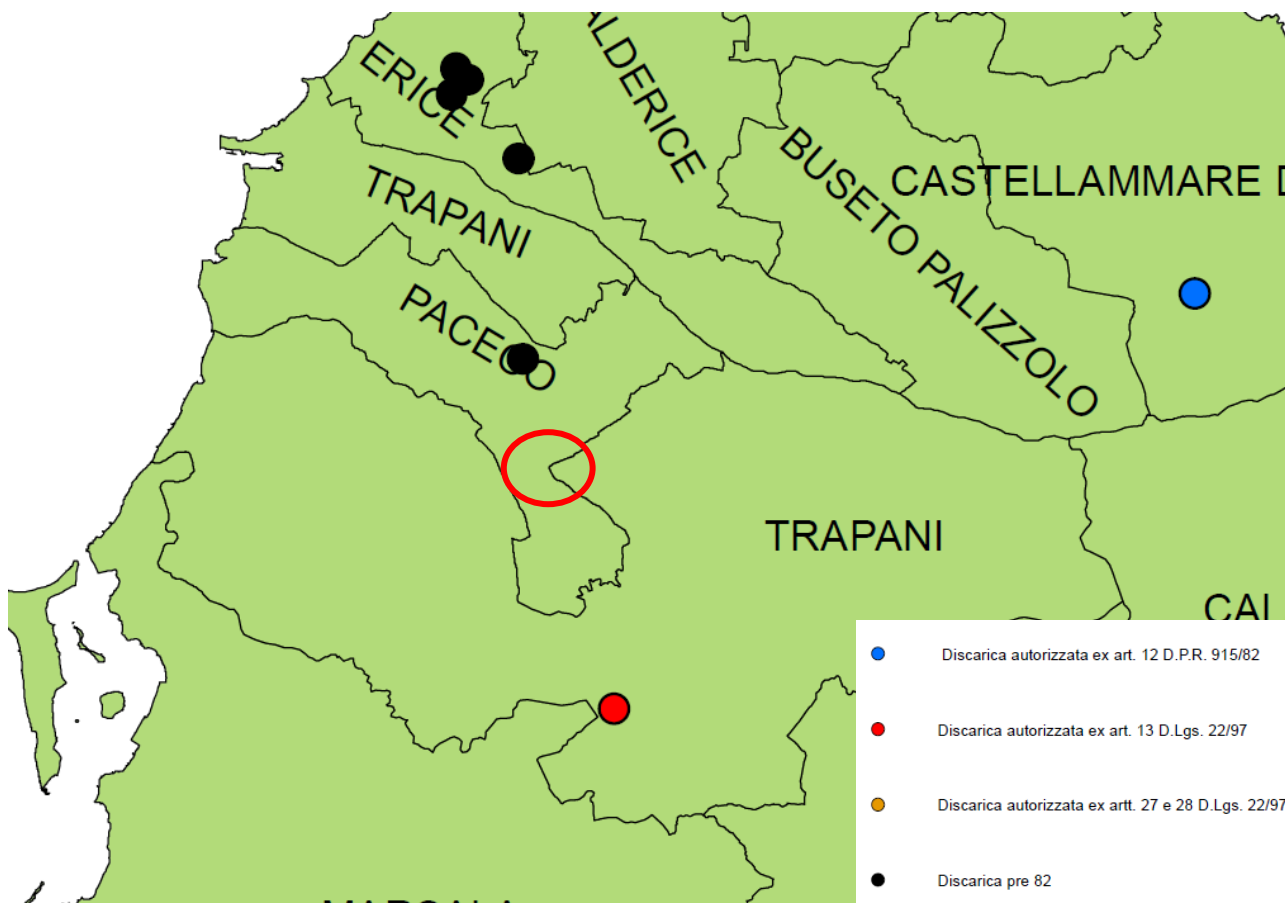 ERICE
ALDERICE
TRAPANI
BUSETO PALIZZOLO
CASTELLAMMARE D
PACECO
TRAPANI
CAL
Discarica autorizzata ex art. 12 D.P.R. 915/82
Discarica autorizzata ex art. 13 D.Lgs. 22/97
Discarica autorizzata ex artt. 27 e 28 D.Lgs. 22/97
Discarica pre 82
MARSALA